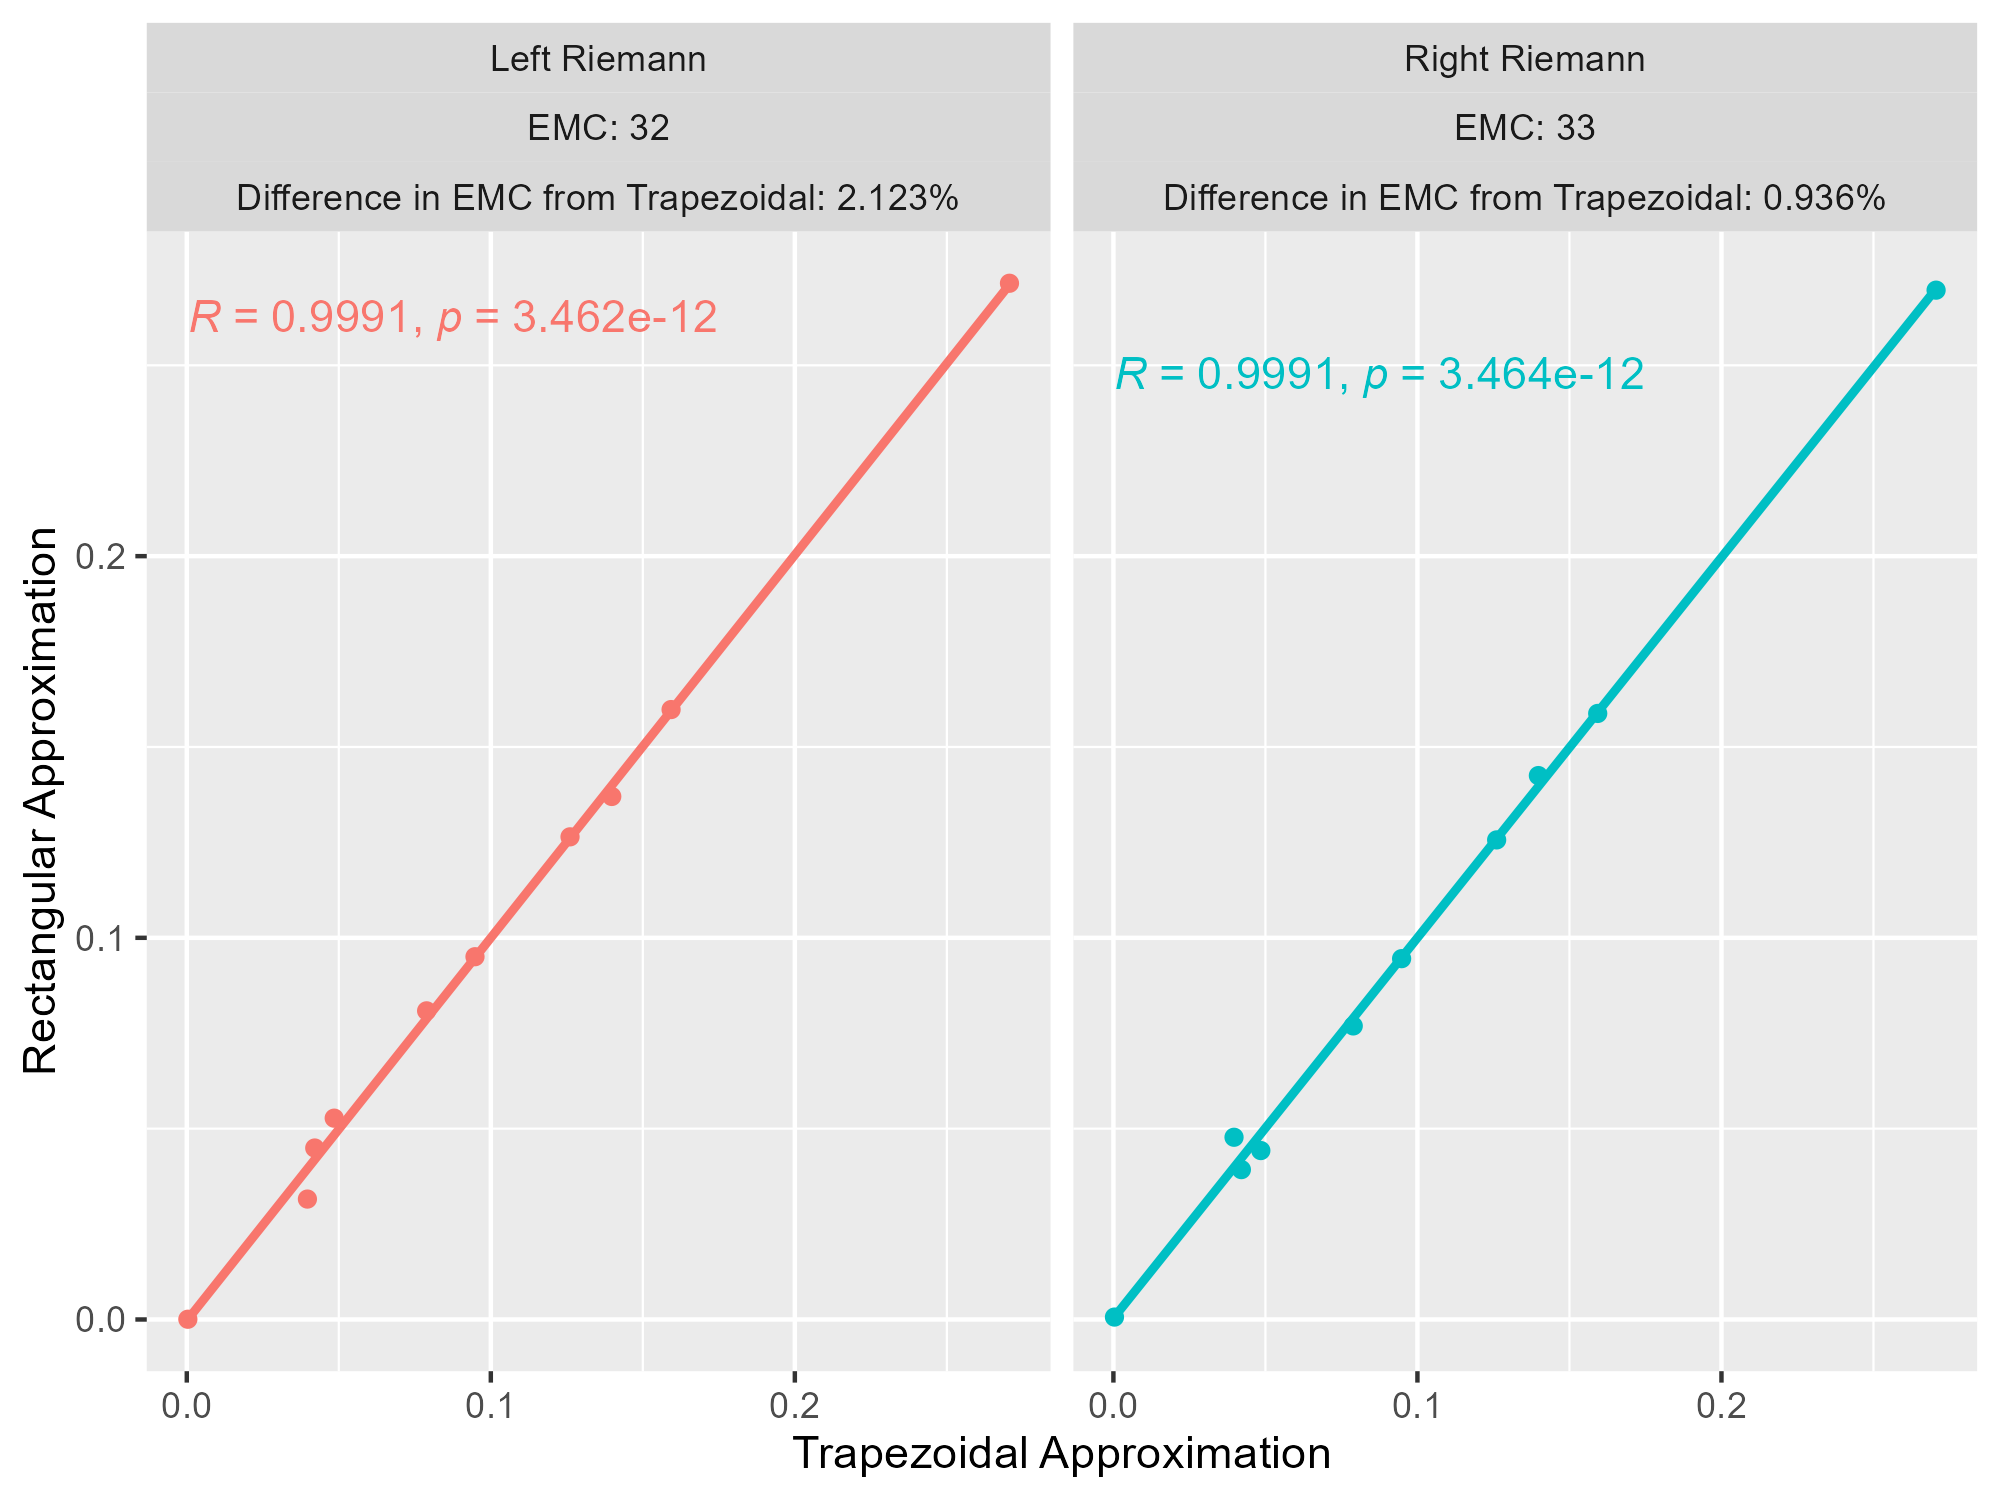 Left Riemann
EMC: 32
Difference in EMC from Trapezoidal: 2.123%
Right Riemann
EMC: 33
Difference in EMC from Trapezoidal: 0.936%
R = 0.9991, p = 3.462e-12
R = 0.9991, p = 3.464e-12
Rectangular Approximation
0.2
0.1
0.0
0.0 0.1 0.2
0.0 0.1 0.2
Trapezoidal Approximation